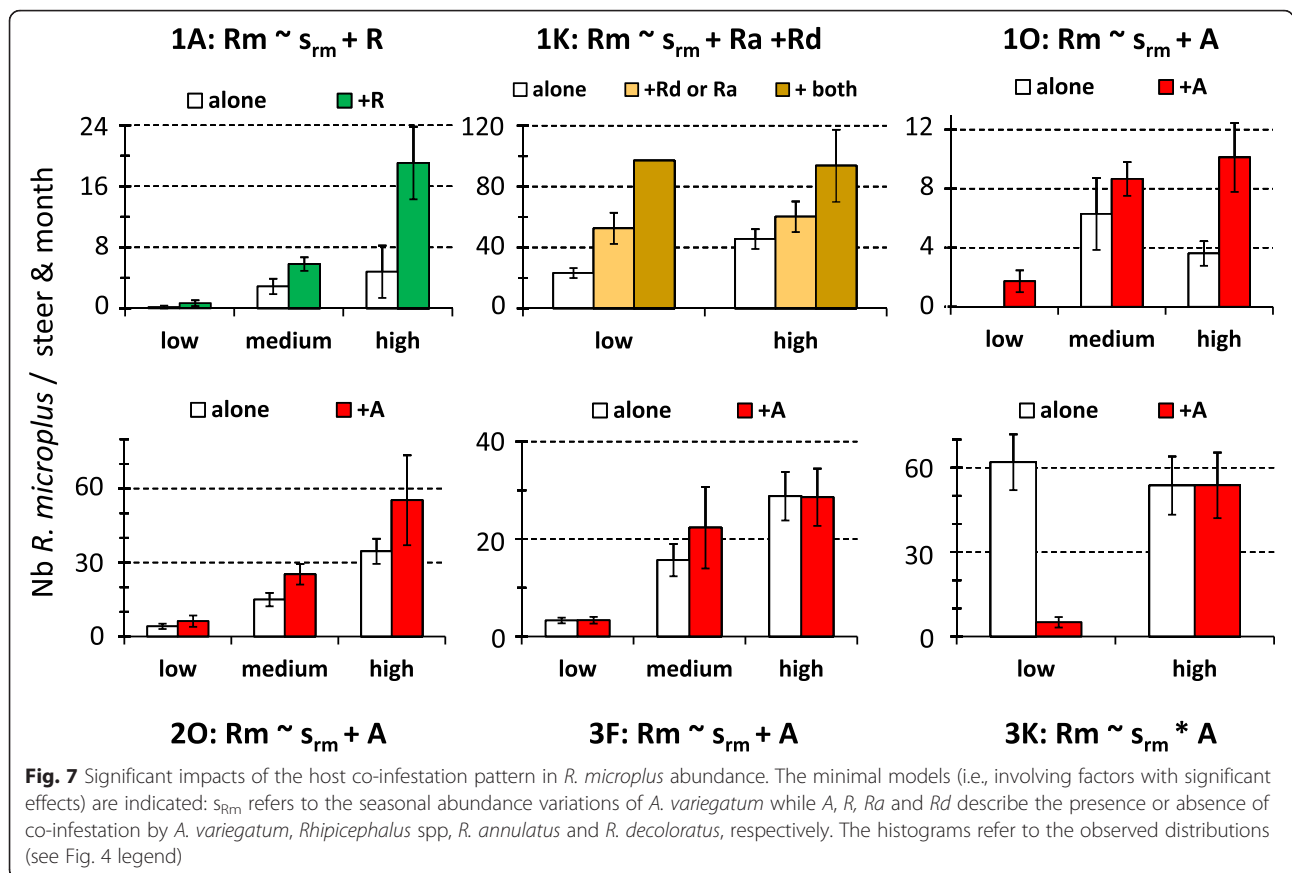 1A: Rm ~ srm + R
alone +R
24
16
8
0
low medium high
1K: Rm ~ srm + Ra +Rd
alone +Rd or Ra + both
120
80
40
0
low high
1O: Rm ~ srm + A
alone +A
12
8
4
0
low medium high
Nb R. microplus / steer & month
alone +A
60
30
0
low medium high
2O: Rm ~ srm + A
alone +A
40
20
0
low medium high
3F: Rm ~ srm + A
alone +A
60
30
0
low high
3K: Rm ~ srm * A
Fig. 7 Significant impacts of the host co-infestation pattern in R. microplus abundance. The minimal models (i.e., involving factors with significant
effects) are indicated: sRm refers to the seasonal abundance variations of A. variegatum while A, R, Ra and Rd describe the presence or absence of
co-infestation by A. variegatum, Rhipicephalus spp, R. annulatus and R. decoloratus, respectively. The histograms refer to the observed distributions
(see Fig. 4 legend)